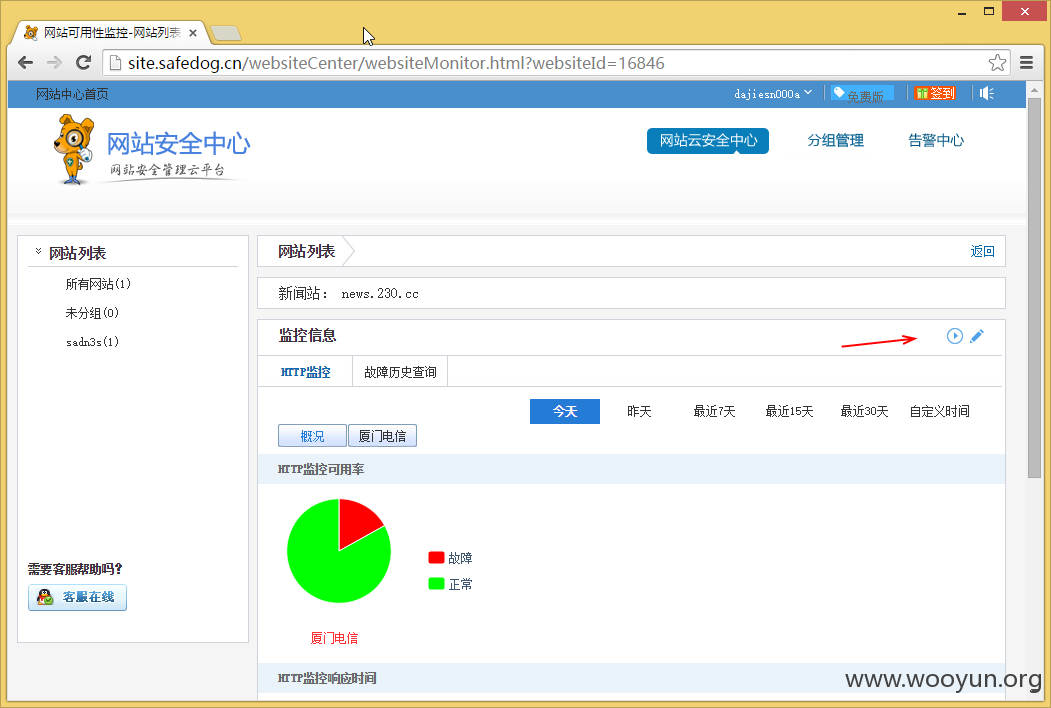 网站可用性监控-网站列表
site.safedog.cn/websiteCenter/websiteMonitor.html?websiteId=16846
网站中心首页
dajiesn000a
免费版
签到
网站安全中心
网站安全管理云平台
网站云安全中心
分组管理
告警中心
网站列表
所有网站(1)
未分组(0)
sadn3s(1)
需要客服帮助吗?
客服在线
网站列表
返回
新闻站: news.230.cc
监控信息
HTTP监控
故障历史查询
今天
昨天
最近7天
最近15天
最近30天
自定义时间
概况
厦门电信
HTTP监控可用率
故障
正常
厦门电信
HTTP监控响应时间
www.wooyun.org